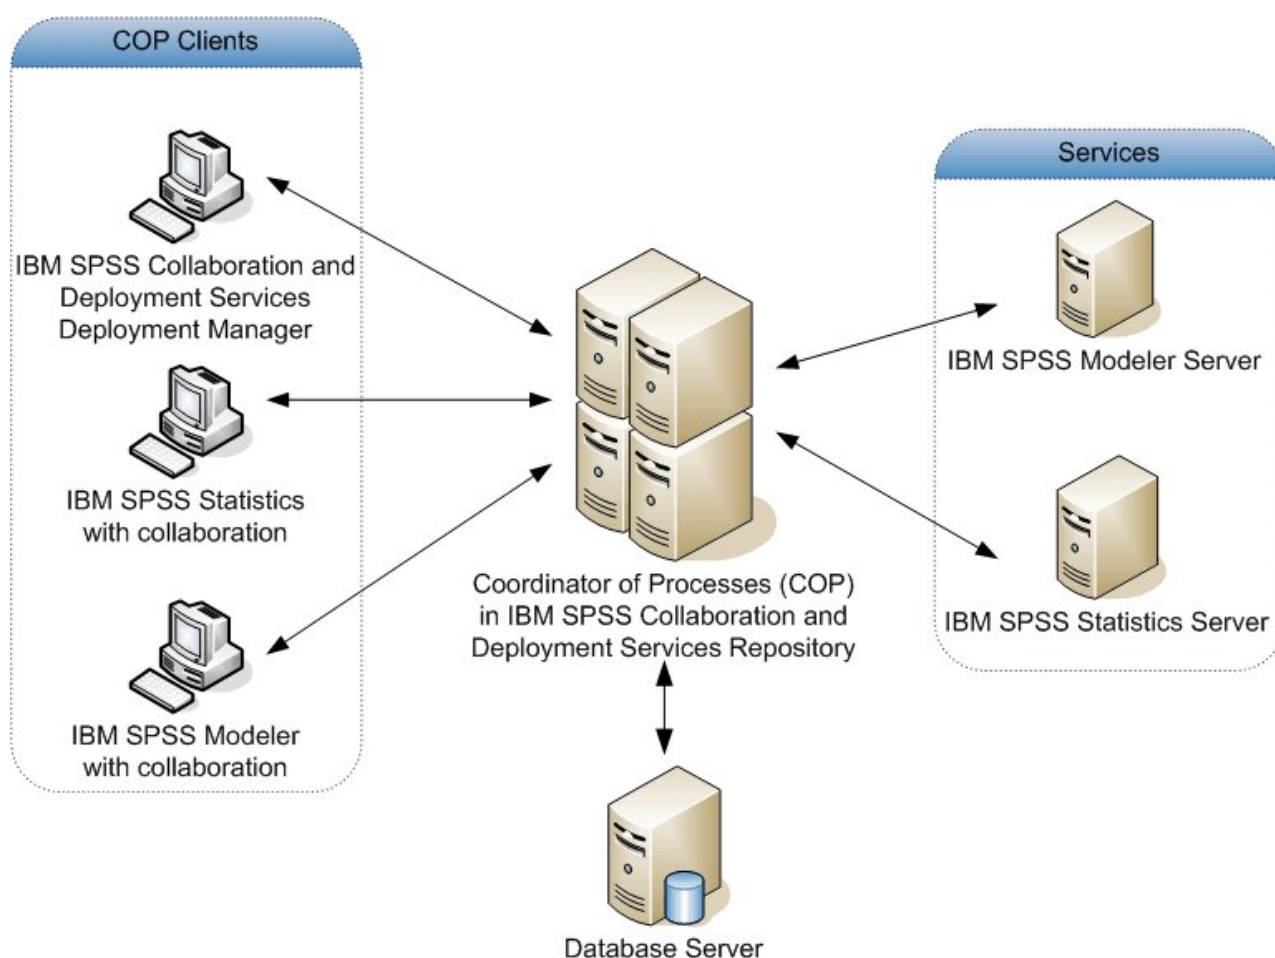 COP Clients
IBM SPSS Collaboration and
Deployment Services
Deployment Manager
IBM SPSS Statistics
with collaboration
IBM SPSS Modeler
with collaboration
Coordinator of Processes (COP)
in IBM SPSS Collaboration and
Deployment Services Repository
Database Server
Services
IBM SPSS Modeler Server
IBM SPSS Statistics Server